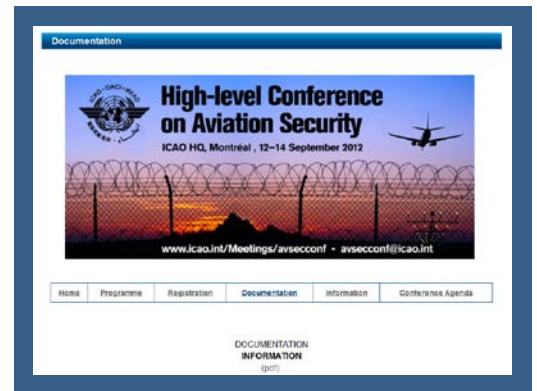 Documentation
High-level Conference
on Aviation Security
ICAO HQ, Montréal, 12–14 September 2012
www.icao.int/Meetings/avsecconf - avsecconf@icao.int
Home Programme Registration Documentation Information Conference Agenda
DOCUMENTATION
INFORMATION
(pdf)